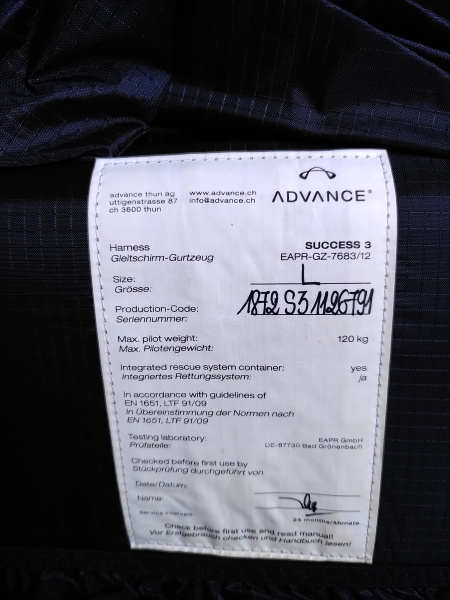 advance thun ag www.advance.ch
uttigenstrasse 87 info@advance.ch
ch 3600 thun
ADVANCE®
Harness SUCCESS 3
Gleitschirm-Gurtzeug EAPR-GZ-7683/12
Size: L
Grösse:
Production-Code: 1872 S3 1126791
Seriennummer:
Max. pilot weight: 120 kg
Max. Pilotengewicht:
Integrated rescue system container: yes
Integriertes Rettungssystem: ja
In accordance with guidelines of
EN 1651, LTF 91/09
In Übereinstimmung der Normen nach
EN 1651, LTF 91/09
Testing laboratory: EAPR GmbH
Prüfstelle: DE-87730 Bad Grönenbach
Checked before first use by
Stückprüfung durchgeführt von
Date/Datum:
Name:
Service intervals: 24 months/Monate
Check before first use and read manual!
Vor Erstgebrauch checken und Handbuch lesen!